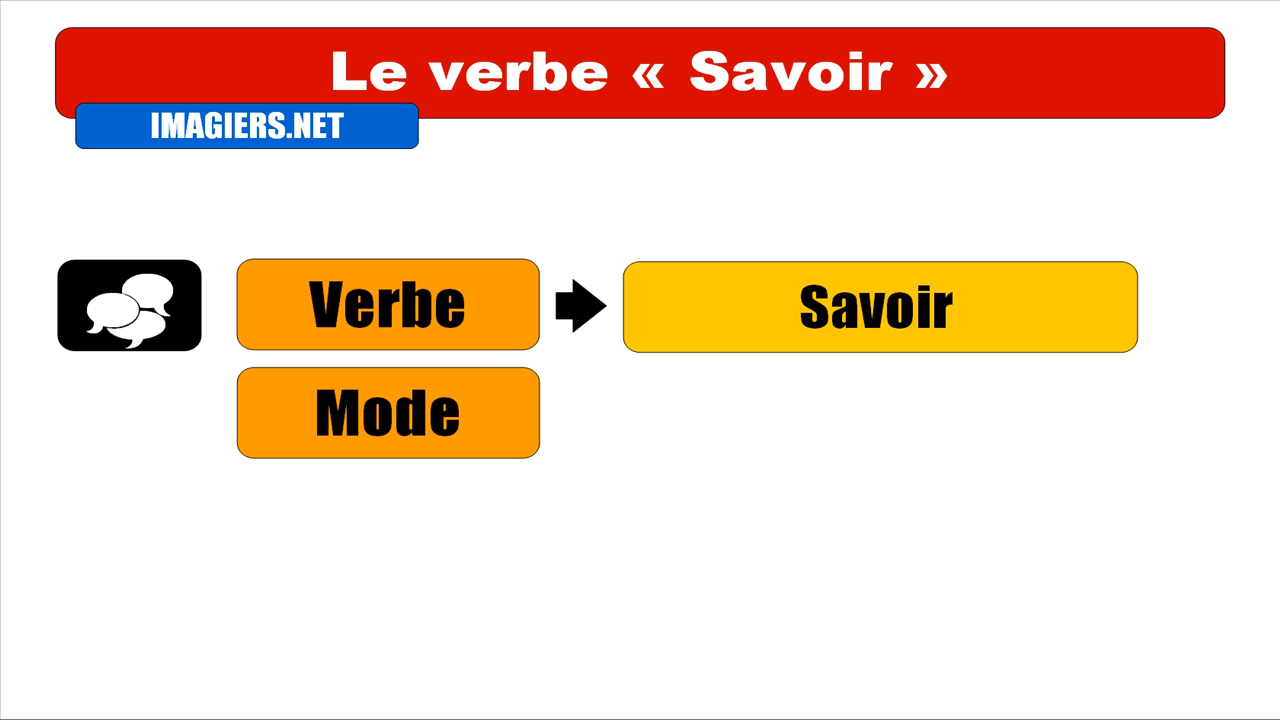 Le verbe « Savoir »
IMAGIERS.NET
Verbe
Savoir
Mode